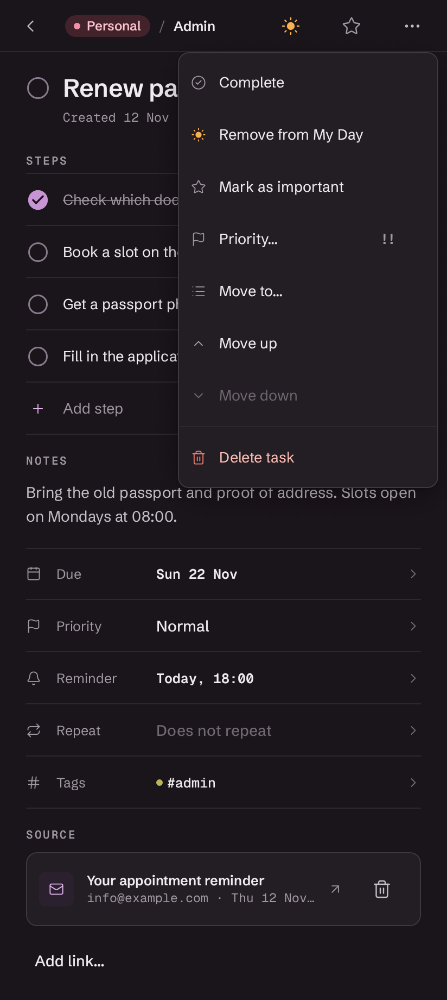 Personal / Admin
Complete
Renew pa
Created 12 Nov
Remove from My Day
STEPS
Mark as important
Check which doc
Priority... !!
Book a slot on th
Move to...
Get a passport ph
Move up
Fill in the applica
Move down
Add step
Delete task
NOTES
Bring the old passport and proof of address. Slots open
on Mondays at 08:00.
Due Sun 22 Nov
Priority Normal
Reminder Today, 18:00
Repeat Does not repeat
Tags #admin
SOURCE
Your appointment reminder
info@example.com · Thu 12 Nov…
Add link...